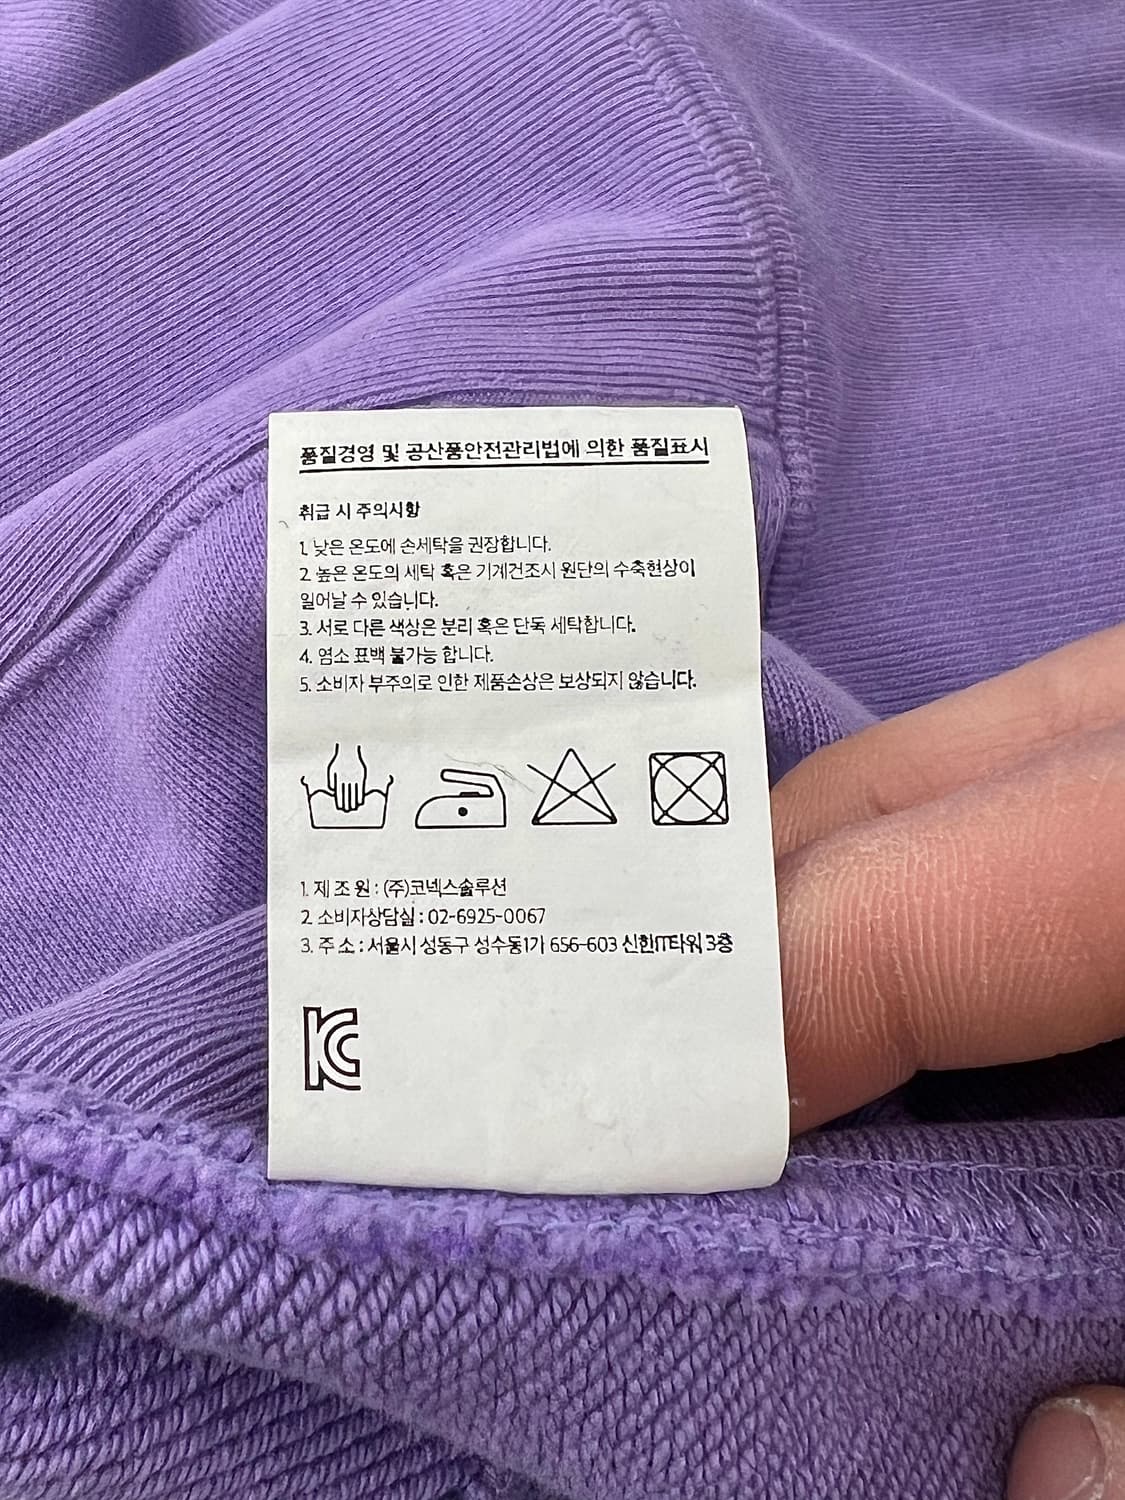 품질경영 및 공산품안전관리법에 의한 품질표시
취급 시 주의사항
1. 낮은 온도에 손세탁을 권장합니다.
2. 높은 온도의 세탁 혹은 기계건조시 원단의 수축현상이
일어날 수 있습니다.
3. 서로 다른 색상은 분리 혹은 단독 세탁합니다.
4. 염소 표백 불가능 합니다.
5. 소비자 부주의로 인한 제품손상은 보상되지 않습니다.
1. 제 조 원 : (주)코넥스솔루션
2. 소비자상담실 : 02-6925-0067
3. 주 소 : 서울시 성동구 성수동1가 656-603 신한IT타워 3층
KC